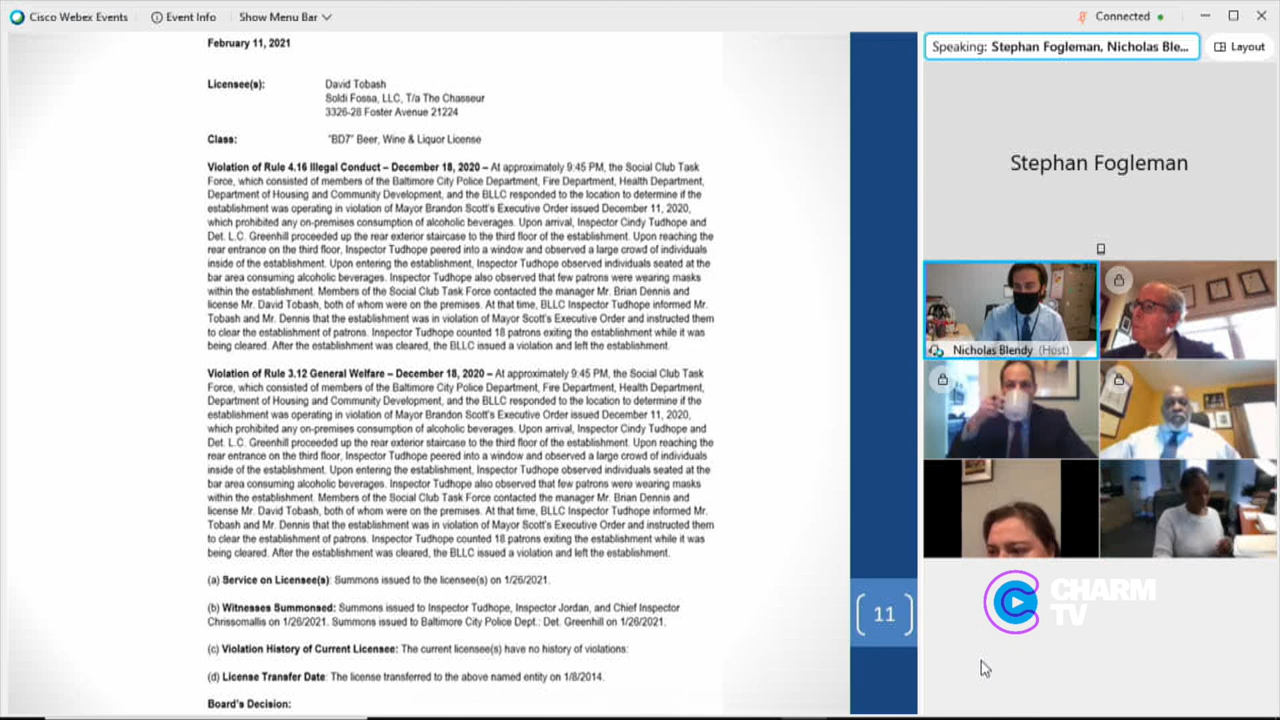 Cisco Webex Events
Event Info
Show Menu Bar
Connected
February 11, 2021
Licensee(s): David Tobash
Soldi Fossa, LLC, T/a The Chasseur
3326-28 Foster Avenue 21224
Class: "BD7" Beer, Wine & Liquor License
Violation of Rule 4.16 Illegal Conduct – December 18, 2020 – At approximately 9:45 PM, the Social Club Task
Force, which consisted of members of the Baltimore City Police Department, Fire Department, Health Department,
Department of Housing and Community Development, and the BLLC responded to the location to determine if the
establishment was operating in violation of Mayor Brandon Scott's Executive Order issued December 11, 2020,
which prohibited any on-premises consumption of alcoholic beverages. Upon arrival, Inspector Cindy Tudhope and
Det. L.C. Greenhill proceeded up the rear exterior staircase to the third floor of the establishment. Upon reaching the
rear entrance on the third floor, Inspector Tudhope peered into a window and observed a large crowd of individuals
inside of the establishment. Upon entering the establishment, Inspector Tudhope observed individuals seated at the
bar area consuming alcoholic beverages. Inspector Tudhope also observed that few patrons were wearing masks
within the establishment. Members of the Social Club Task Force contacted the manager Mr. Brian Dennis and
license Mr. David Tobash, both of whom were on the premises. At that time, BLLC Inspector Tudhope informed Mr.
Tobash and Mr. Dennis that the establishment was in violation of Mayor Scott's Executive Order and instructed them
to clear the establishment of patrons. Inspector Tudhope counted 18 patrons exiting the establishment while it was
being cleared. After the establishment was cleared, the BLLC issued a violation and left the establishment.
Violation of Rule 3.12 General Welfare – December 18, 2020 – At approximately 9:45 PM, the Social Club Task
Force, which consisted of members of the Baltimore City Police Department, Fire Department, Health Department,
Department of Housing and Community Development, and the BLLC responded to the location to determine if the
establishment was operating in violation of Mayor Brandon Scott's Executive Order issued December 11, 2020,
which prohibited any on-premises consumption of alcoholic beverages. Upon arrival, Inspector Cindy Tudhope and
Det. L.C. Greenhill proceeded up the rear exterior staircase to the third floor of the establishment. Upon reaching the
rear entrance on the third floor, Inspector Tudhope peered into a window and observed a large crowd of individuals
inside of the establishment. Upon entering the establishment, Inspector Tudhope observed individuals seated at the
bar area consuming alcoholic beverages. Inspector Tudhope also observed that few patrons were wearing masks
within the establishment. Members of the Social Club Task Force contacted the manager Mr. Brian Dennis and
license Mr. David Tobash, both of whom were on the premises. At that time, BLLC Inspector Tudhope informed Mr.
Tobash and Mr. Dennis that the establishment was in violation of Mayor Scott's Executive Order and instructed them
to clear the establishment of patrons. Inspector Tudhope counted 18 patrons exiting the establishment while it was
being cleared. After the establishment was cleared, the BLLC issued a violation and left the establishment.
(a) Service on Licensee(s): Summons issued to the licensee(s) on 1/26/2021.
(b) Witnesses Summonsed: Summons issued to Inspector Tudhope, Inspector Jordan, and Chief Inspector
Chrissomallis on 1/26/2021. Summons issued to Baltimore City Police Dept.: Det. Greenhill on 1/26/2021.
(c) Violation History of Current Licensee: The current licensee(s) have no history of violations:
(d) License Transfer Date: The license transferred to the above named entity on 1/8/2014.
Board's Decision:
11
Speaking: Stephan Fogleman, Nicholas Ble...
Layout
Stephan Fogleman
Nicholas Blendy (Host)
CHARM
TV